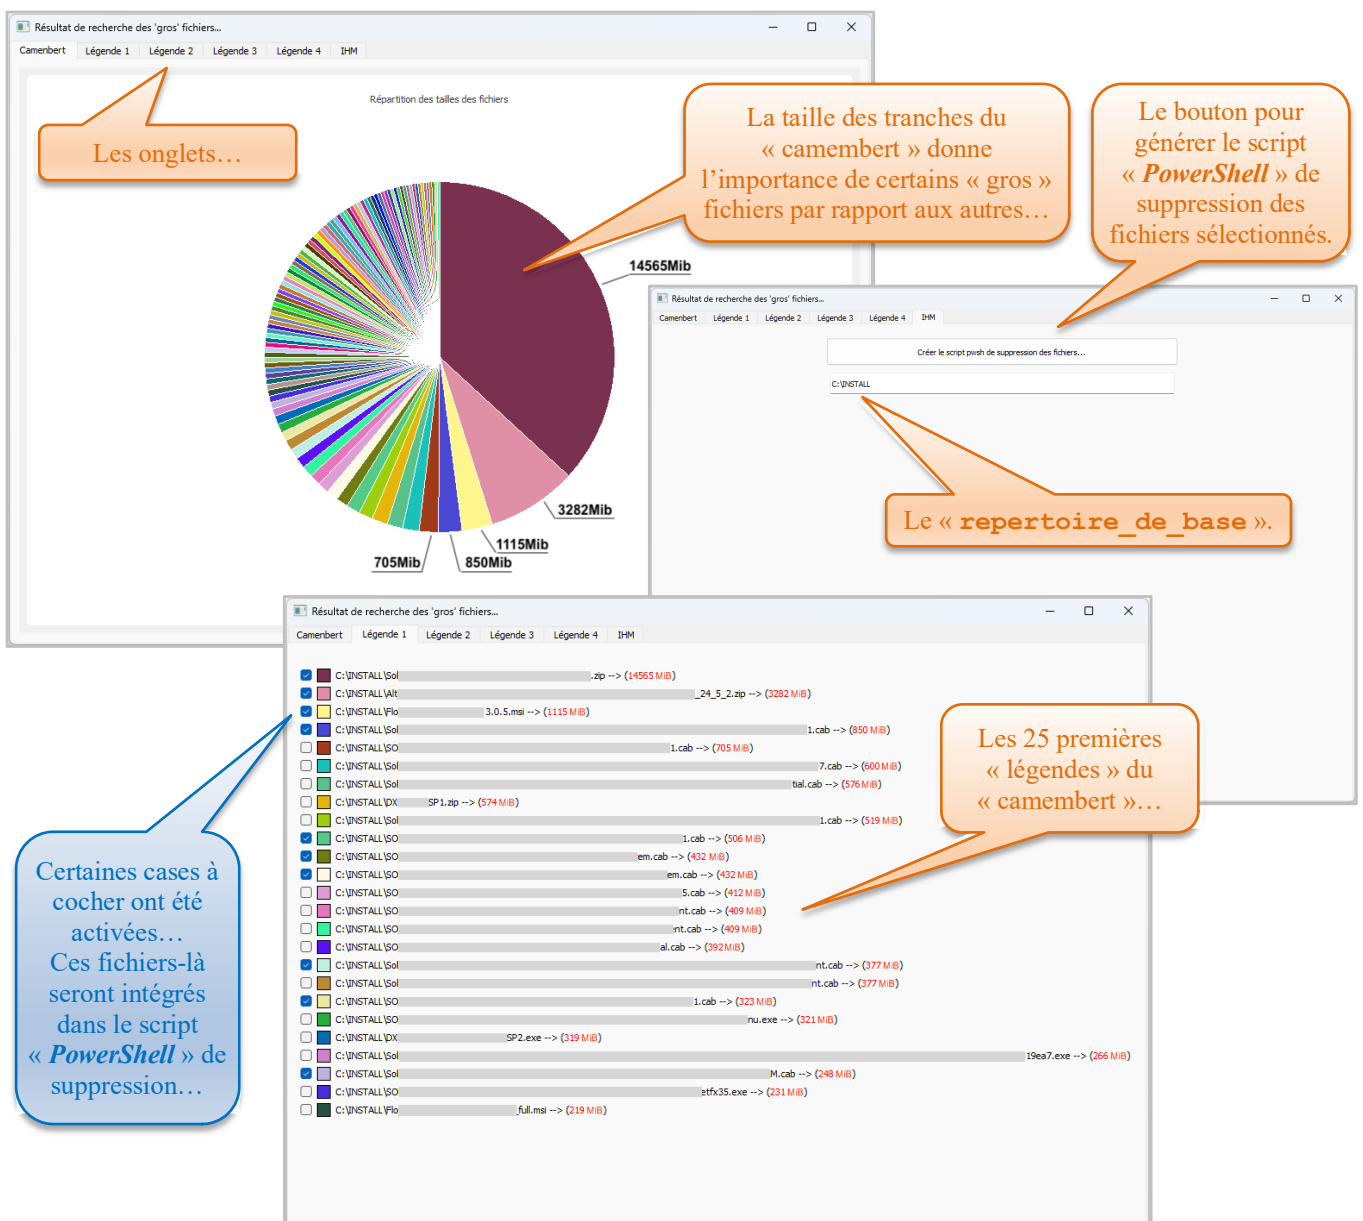 Résultat de recherche des 'gros' fichiers...
Camenbert Légende 1 Légende 2 Légende 3 Légende 4 IHM
Répartition des tailles des fichiers
Les onglets…
La taille des tranches du
« camembert » donne
l’importance de certains « gros »
fichiers par rapport aux autres…
Le bouton pour
générer le script
« PowerShell » de
suppression des
fichiers sélectionnés.
14565Mib
3282Mib
1115Mib
850Mib
705Mib
Résultat de recherche des 'gros' fichiers...
Camenbert Légende 1 Légende 2 Légende 3 Légende 4 IHM
Créer le script pwsh de suppression des fichiers...
C:\INSTALL
Le « repertoire_de_base ».
Résultat de recherche des 'gros' fichiers...
Camenbert Légende 1 Légende 2 Légende 3 Légende 4 IHM
C:\INSTALL\Sol .zip --> (14565 MiB)
C:\INSTALL\Alt _24_5_2.zip --> (3282 MiB)
C:\INSTALL\Flo 3.0.5.msi --> (1115 MiB)
C:\INSTALL\Sol 1.cab --> (850 MiB)
C:\INSTALL\SO 1.cab --> (705 MiB)
C:\INSTALL\Sol 7.cab --> (600 MiB)
C:\INSTALL\Sol tial.cab --> (576 MiB)
C:\INSTALL\DX SP1.zip --> (574 MiB)
C:\INSTALL\Sol 1.cab --> (519 MiB)
C:\INSTALL\SO 1.cab --> (506 MiB)
C:\INSTALL\SO em.cab --> (432 MiB)
C:\INSTALL\SO em.cab --> (432 MiB)
C:\INSTALL\SO 5.cab --> (412 MiB)
C:\INSTALL\SO nt.cab --> (409 MiB)
C:\INSTALL\SO ent.cab --> (409 MiB)
C:\INSTALL\SO al.cab --> (392 MiB)
C:\INSTALL\Sol nt.cab --> (377 MiB)
C:\INSTALL\Sol nt.cab --> (377 MiB)
C:\INSTALL\SO 1.cab --> (323 MiB)
C:\INSTALL\SO nu.exe --> (321 MiB)
C:\INSTALL\DX SP2.exe --> (319 MiB)
C:\INSTALL\Sol 19ea7.exe --> (266 MiB)
C:\INSTALL\Sol M.cab --> (248 MiB)
C:\INSTALL\SO etfx35.exe --> (231 MiB)
C:\INSTALL\Flo _full.msi --> (219 MiB)
Les 25 premières
« légendes » du
« camembert »…
Certaines cases à
cocher ont été
activées…
Ces fichiers-là
seront intégrés
dans le script
« PowerShell » de
suppression…